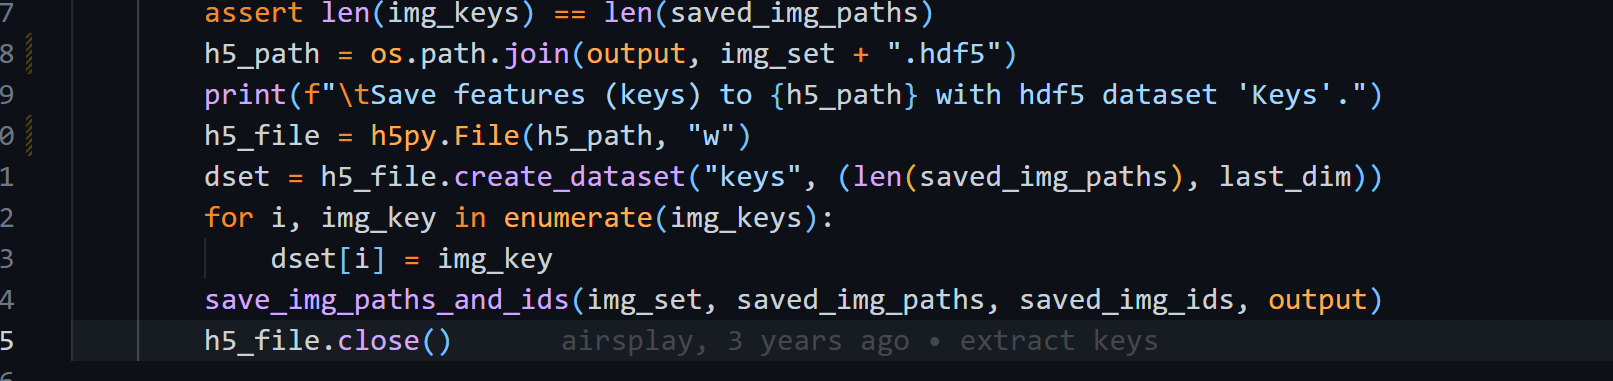 7 assert len(img_keys) == len(saved_img_paths)
8 h5_path = os.path.join(output, img_set + ".hdf5")
9 print(f"\tSave features (keys) to {h5_path} with hdf5 dataset 'Keys'.")
0 h5_file = h5py.File(h5_path, "w")
1 dset = h5_file.create_dataset("keys", (len(saved_img_paths), last_dim))
2 for i, img_key in enumerate(img_keys):
3 dset[i] = img_key
4 save_img_paths_and_ids(img_set, saved_img_paths, saved_img_ids, output)
5 h5_file.close() airsplay, 3 years ago • extract keys